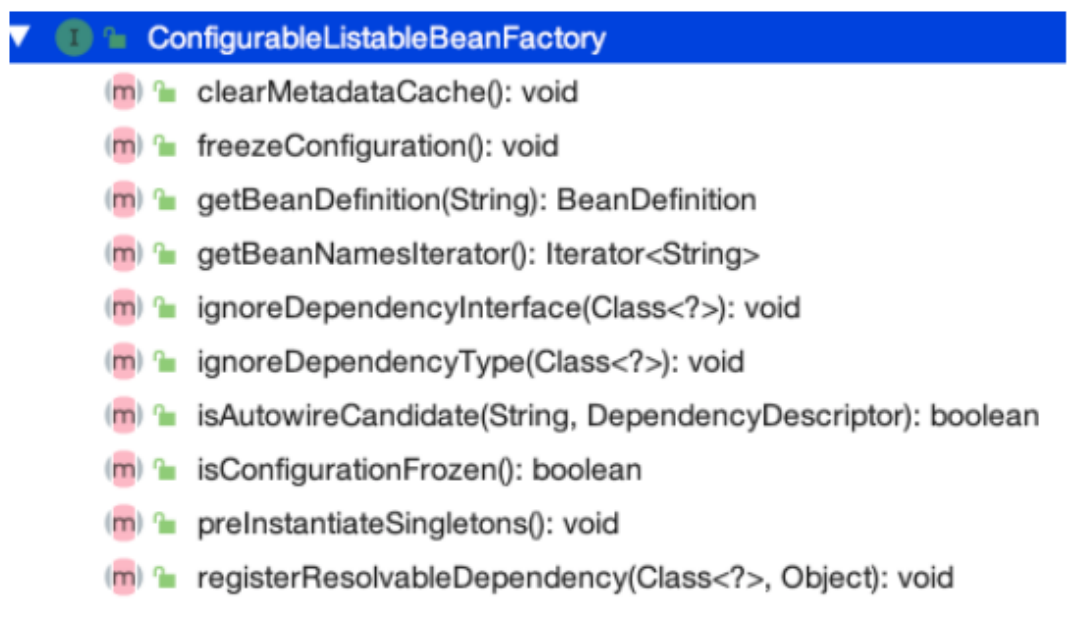 I ConfigurableListableBeanFactory
m clearMetadataCache(): void
m freezeConfiguration(): void
m getBeanDefinition(String): BeanDefinition
m getBeanNamesIterator(): Iterator<String>
m ignoreDependencyInterface(Class<?>): void
m ignoreDependencyType(Class<?>): void
m isAutowireCandidate(String, DependencyDescriptor): boolean
m isConfigurationFrozen(): boolean
m preInstantiateSingletons(): void
m registerResolvableDependency(Class<?>, Object): void